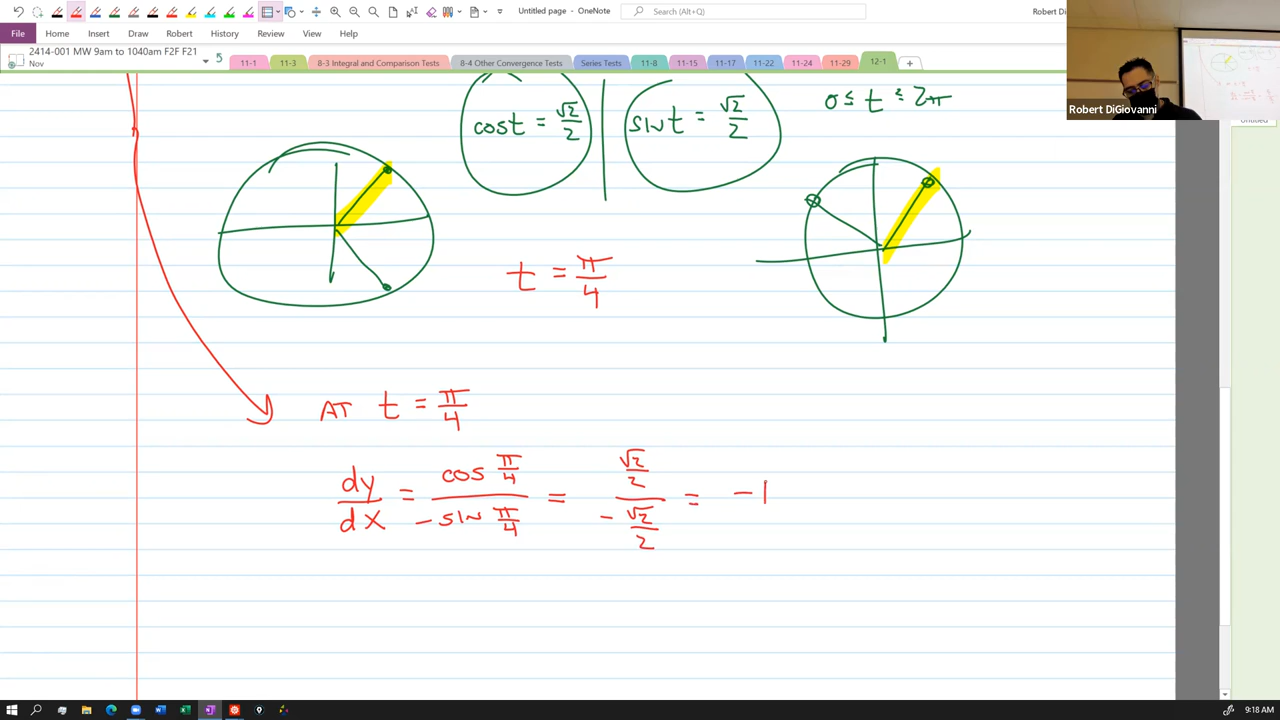 Untitled page - OneNote
Search (Alt+Q)
Robert Di
File Home Insert Draw Robert History Review View Help
2414-001 MW 9am to 1040am F2F F21
Nov
5
11-1 11-3 8-3 Integral and Comparison Tests 8-4 Other Convergence Tests Series Tests 11-8 11-15 11-17 11-22 11-24 11-29 12-1
Robert DiGiovanni
Untitled
cos t = √2/2 | sin t = √2/2 0 ≤ t ≤ 2π
t = π/4
AT t = π/4
dy/dx = cos π/4 / - sin π/4 = √2/2 / - √2/2 = -1
9:18 AM